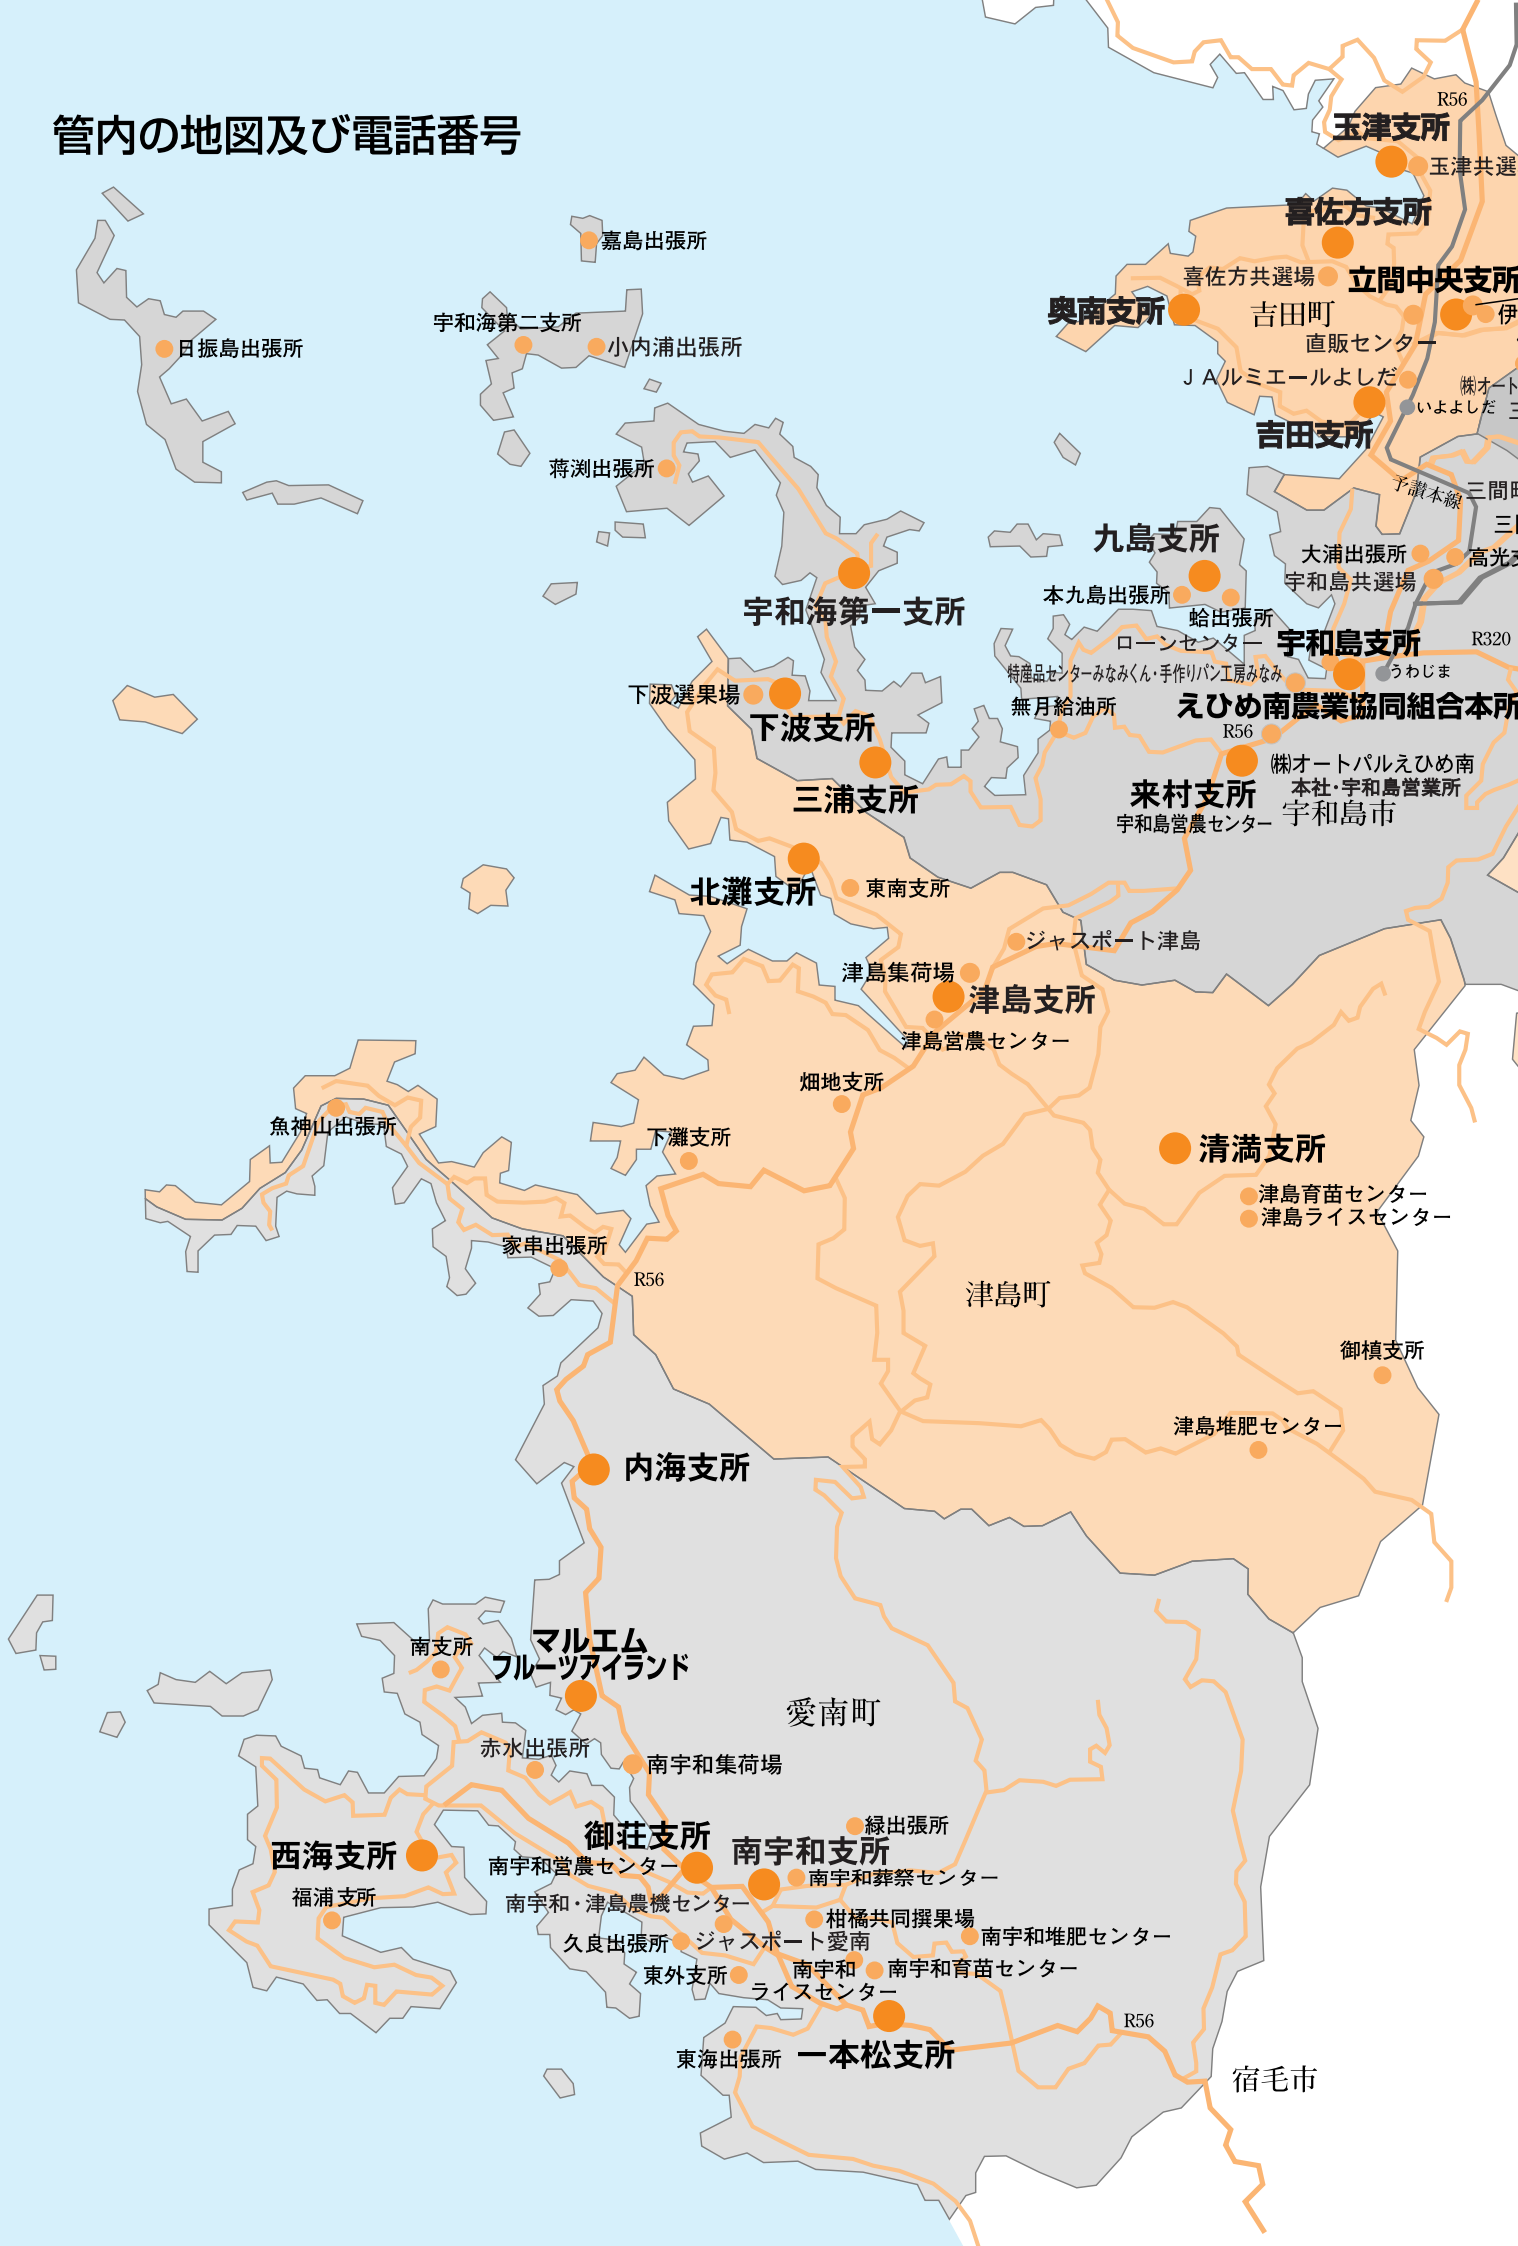 管内の地図及び電話番号
R56
玉津支所
玉津共選
喜佐方支所
嘉島出張所
喜佐方共選場
立間中央支所
奥南支所
吉田町
伊
宇和海第二支所
日振島出張所
小内浦出張所
直販センター
JAルミエールよしだ
㈱オート
いよよしだ
三
吉田支所
蒋渕出張所
予讃本線
三間町
三間
九島支所
大浦出張所
高光支
宇和島共選場
本九島出張所
宇和海第一支所
蛤出張所
ローンセンター
宇和島支所
R320
特産品センターみなみくん・手作りパン工房みなみ
うわじま
下波選果場
無月給油所
えひめ南農業協同組合本所
下波支所
R56
㈱オートパルえひめ南
本社・宇和島営業所
三浦支所
来村支所
宇和島営農センター
宇和島市
北灘支所
東南支所
ジャスポート津島
津島集荷場
津島支所
津島営農センター
畑地支所
魚神山出張所
下灘支所
清満支所
津島育苗センター
津島ライスセンター
家串出張所
R56
津島町
御槙支所
津島堆肥センター
内海支所
南支所
マルエム
フルーツアイランド
愛南町
赤水出張所
南宇和集荷場
緑出張所
御荘支所
南宇和支所
西海支所
南宇和営農センター
南宇和葬祭センター
福浦支所
南宇和・津島農機センター
柑橘共同撰果場
南宇和堆肥センター
久良出張所
ジャスポート愛南
東外支所
南宇和
ライスセンター
南宇和育苗センター
R56
東海出張所
一本松支所
宿毛市